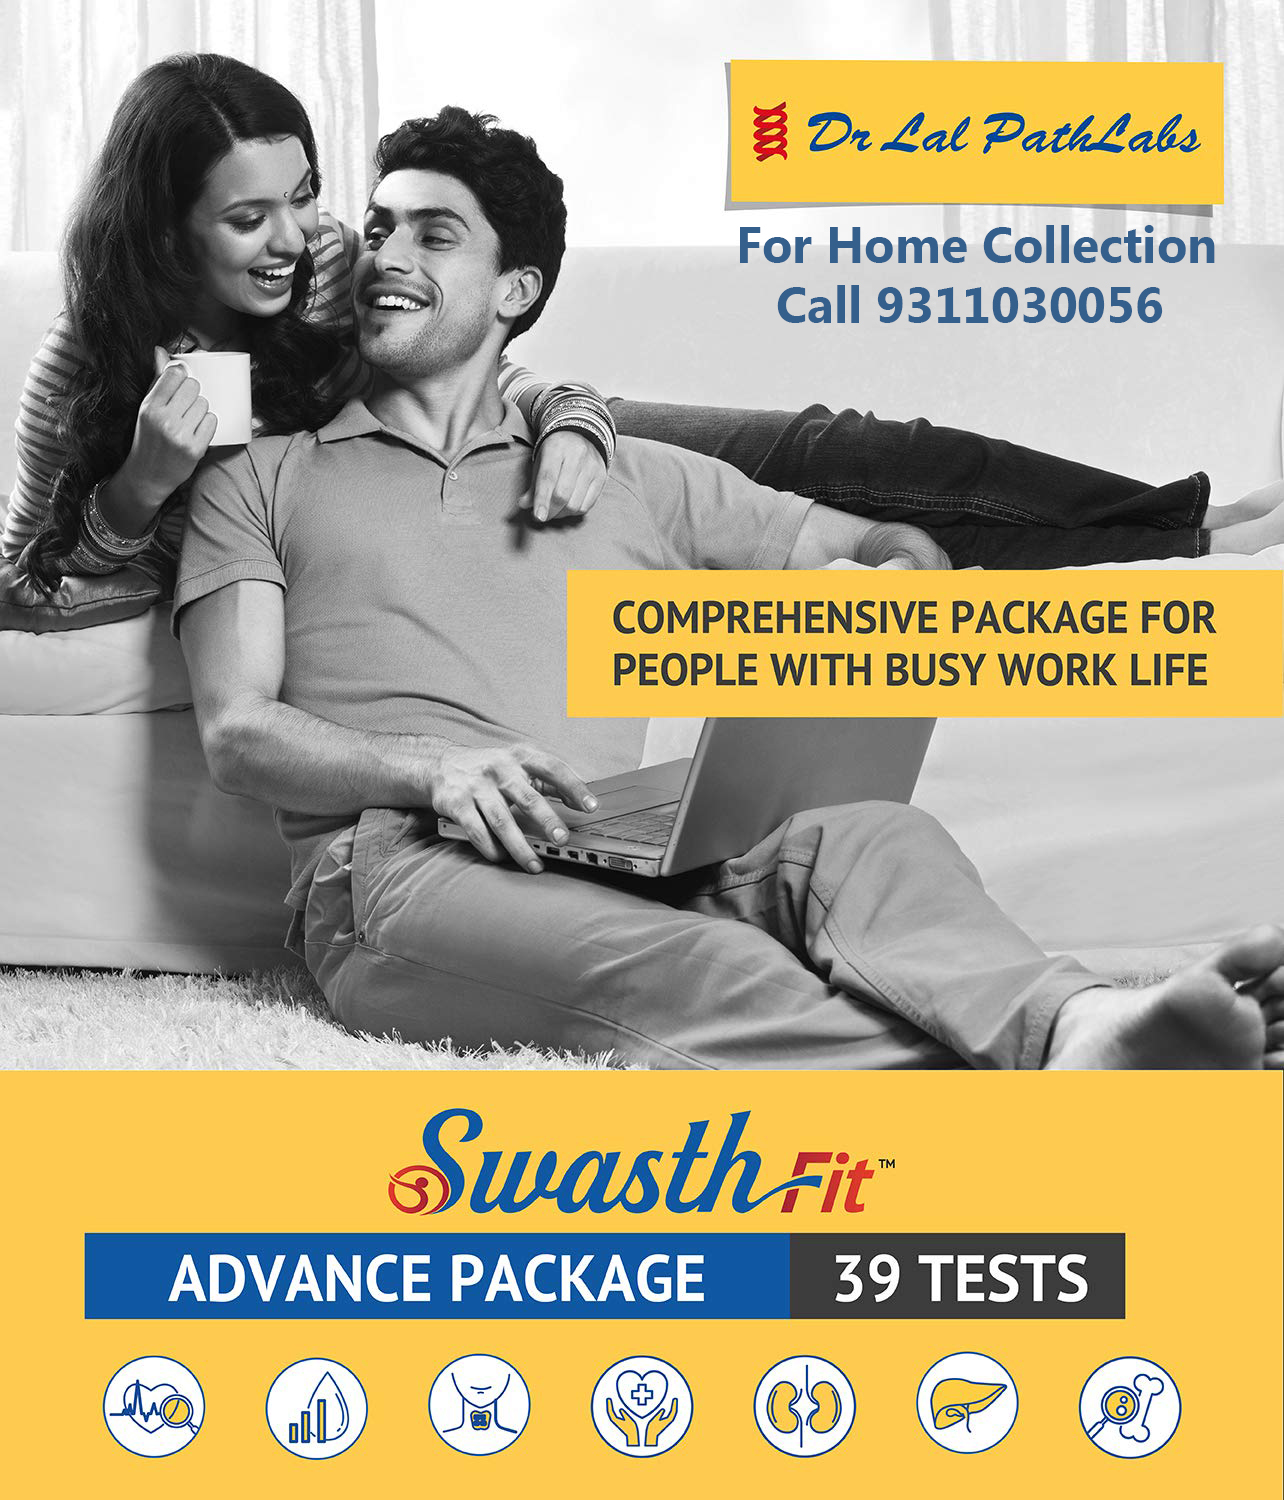 Dr Lal PathLabs
For Home Collection
Call 9311030056
COMPREHENSIVE PACKAGE FOR
PEOPLE WITH BUSY WORK LIFE
Swasth Fit™
ADVANCE PACKAGE 39 TESTS